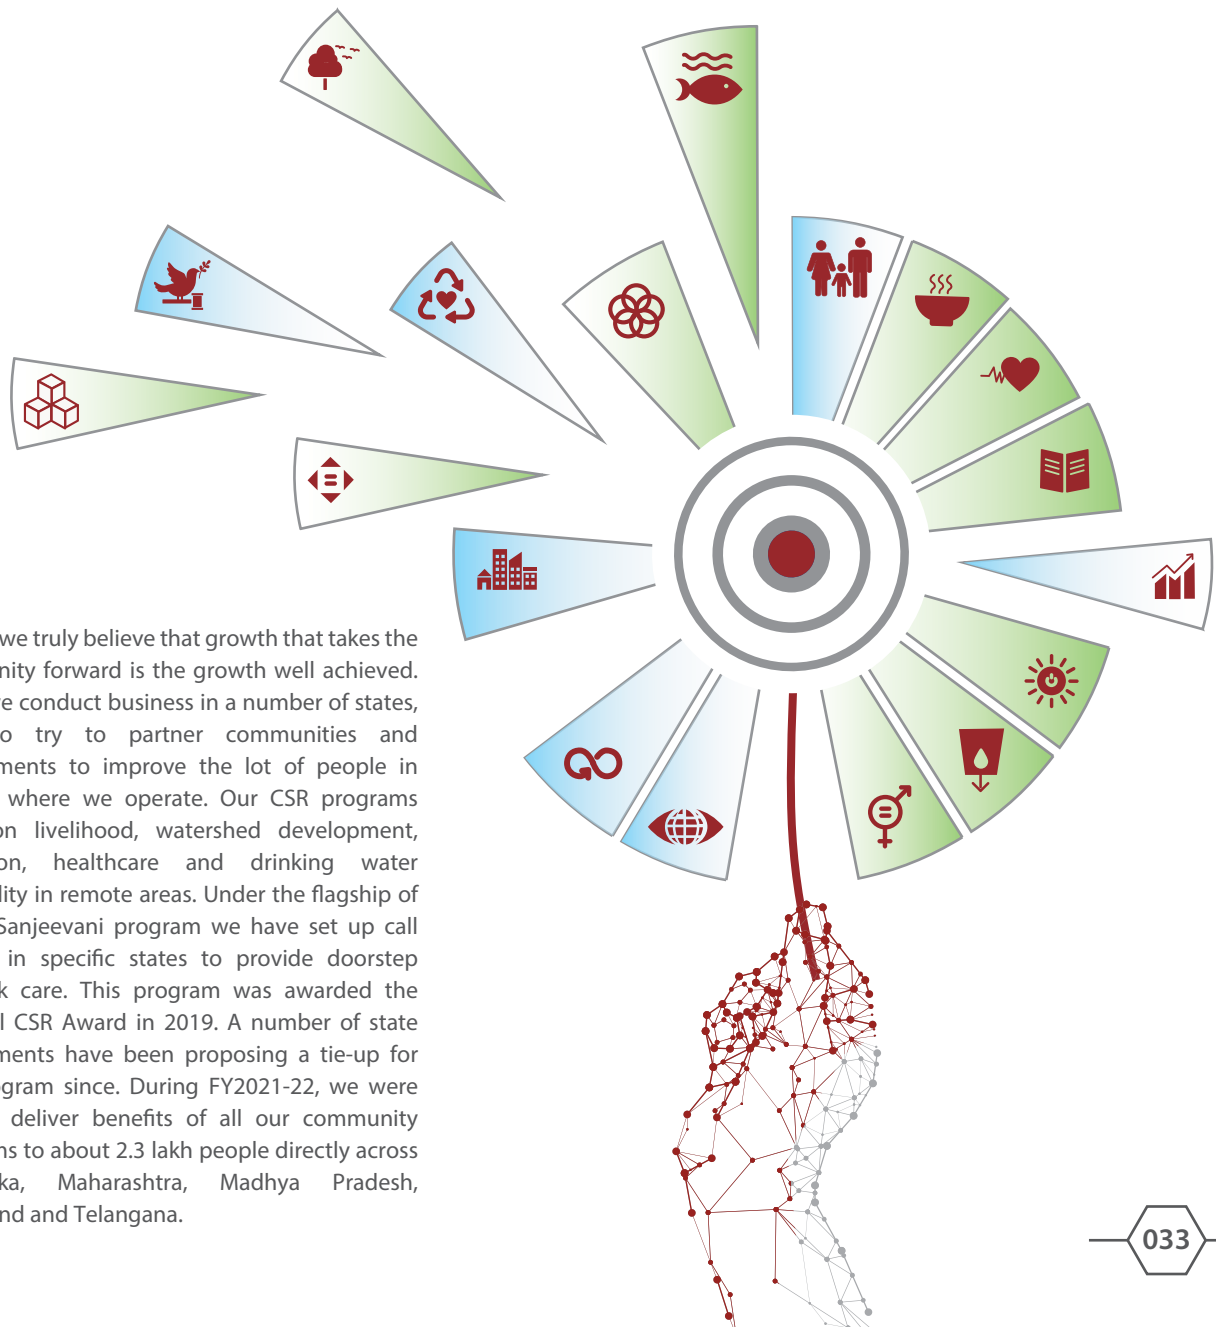 we truly believe that growth that takes the
nity forward is the growth well achieved.
e conduct business in a number of states,
o try to partner communities and
ments to improve the lot of people in
where we operate. Our CSR programs
on livelihood, watershed development,
on, healthcare and drinking water
lity in remote areas. Under the flagship of
Sanjeevani program we have set up call
in specific states to provide doorstep
k care. This program was awarded the
l CSR Award in 2019. A number of state
ments have been proposing a tie-up for
ogram since. During FY2021-22, we were
deliver benefits of all our community
ns to about 2.3 lakh people directly across
ka, Maharashtra, Madhya Pradesh,
nd and Telangana.
033